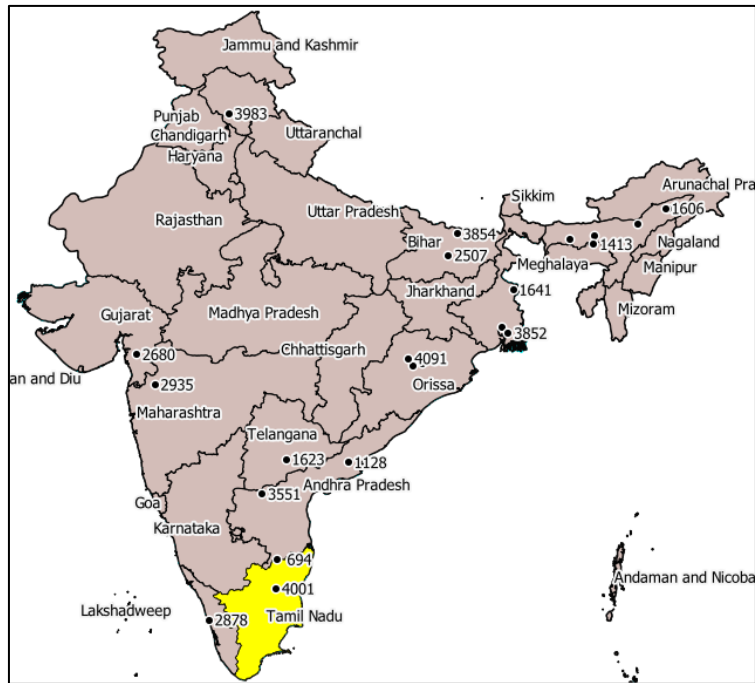 Jammu and Kashmir
3983
Punjab
Chandigarh
Uttaranchal
Haryana
Sikkim
Arunachal Pra
Rajasthan
Uttar Pradesh
1606
3854
Bihar
1413
Nagaland
2507
Meghalaya
Manipur
Jharkhand
1641
Mizoram
Gujarat
Madhya Pradesh
3852
Chhattisgarh
2680
4091
an and Diu
2935
Orissa
Maharashtra
Telangana
1623
1128
Andhra Pradesh
3551
Goa
Karnataka
694
Andaman and Nicoba
4001
Lakshadweep
2878
Tamil Nadu